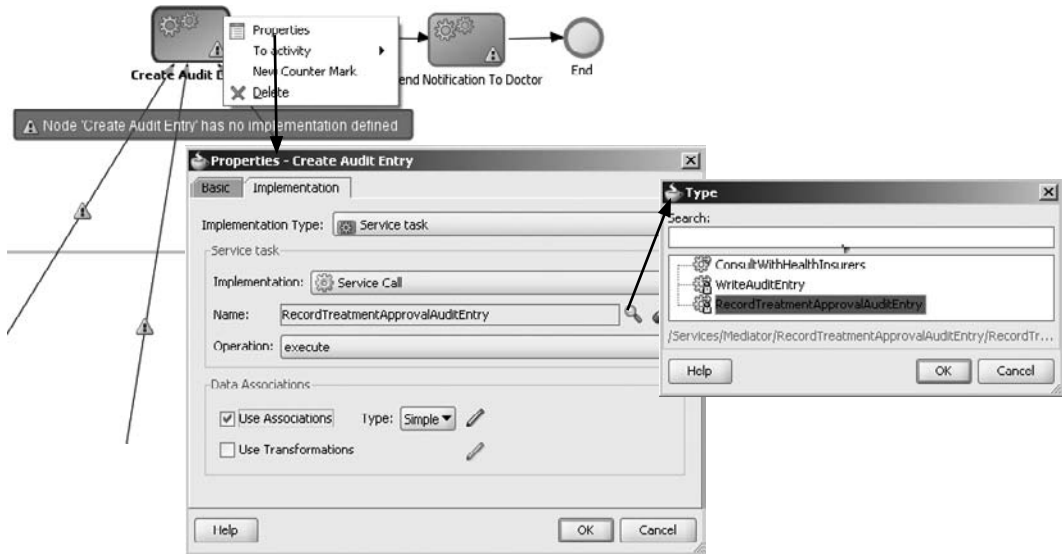 Properties
To activity
New Counter Mark
Delete
Create Audit E
end Notification To Doctor
End
Node 'Create Audit Entry' has no implementation defined
Properties - Create Audit Entry
Basic
Implementation
Implementation Type:
Service task
Service task
Implementation:
Service Call
Name:
RecordTreatmentApprovalAuditEntry
Operation:
execute
Data Associations
Use Associations
Type:
Simple
Use Transformations
Help
OK
Cancel
Type
Search:
ConsultWithHealthInsurers
WriteAuditEntry
RecordTreatmentApprovalAuditEntry
/Services/Mediator/RecordTreatmentApprovalAuditEntry/RecordTr...
Help
OK
Cancel